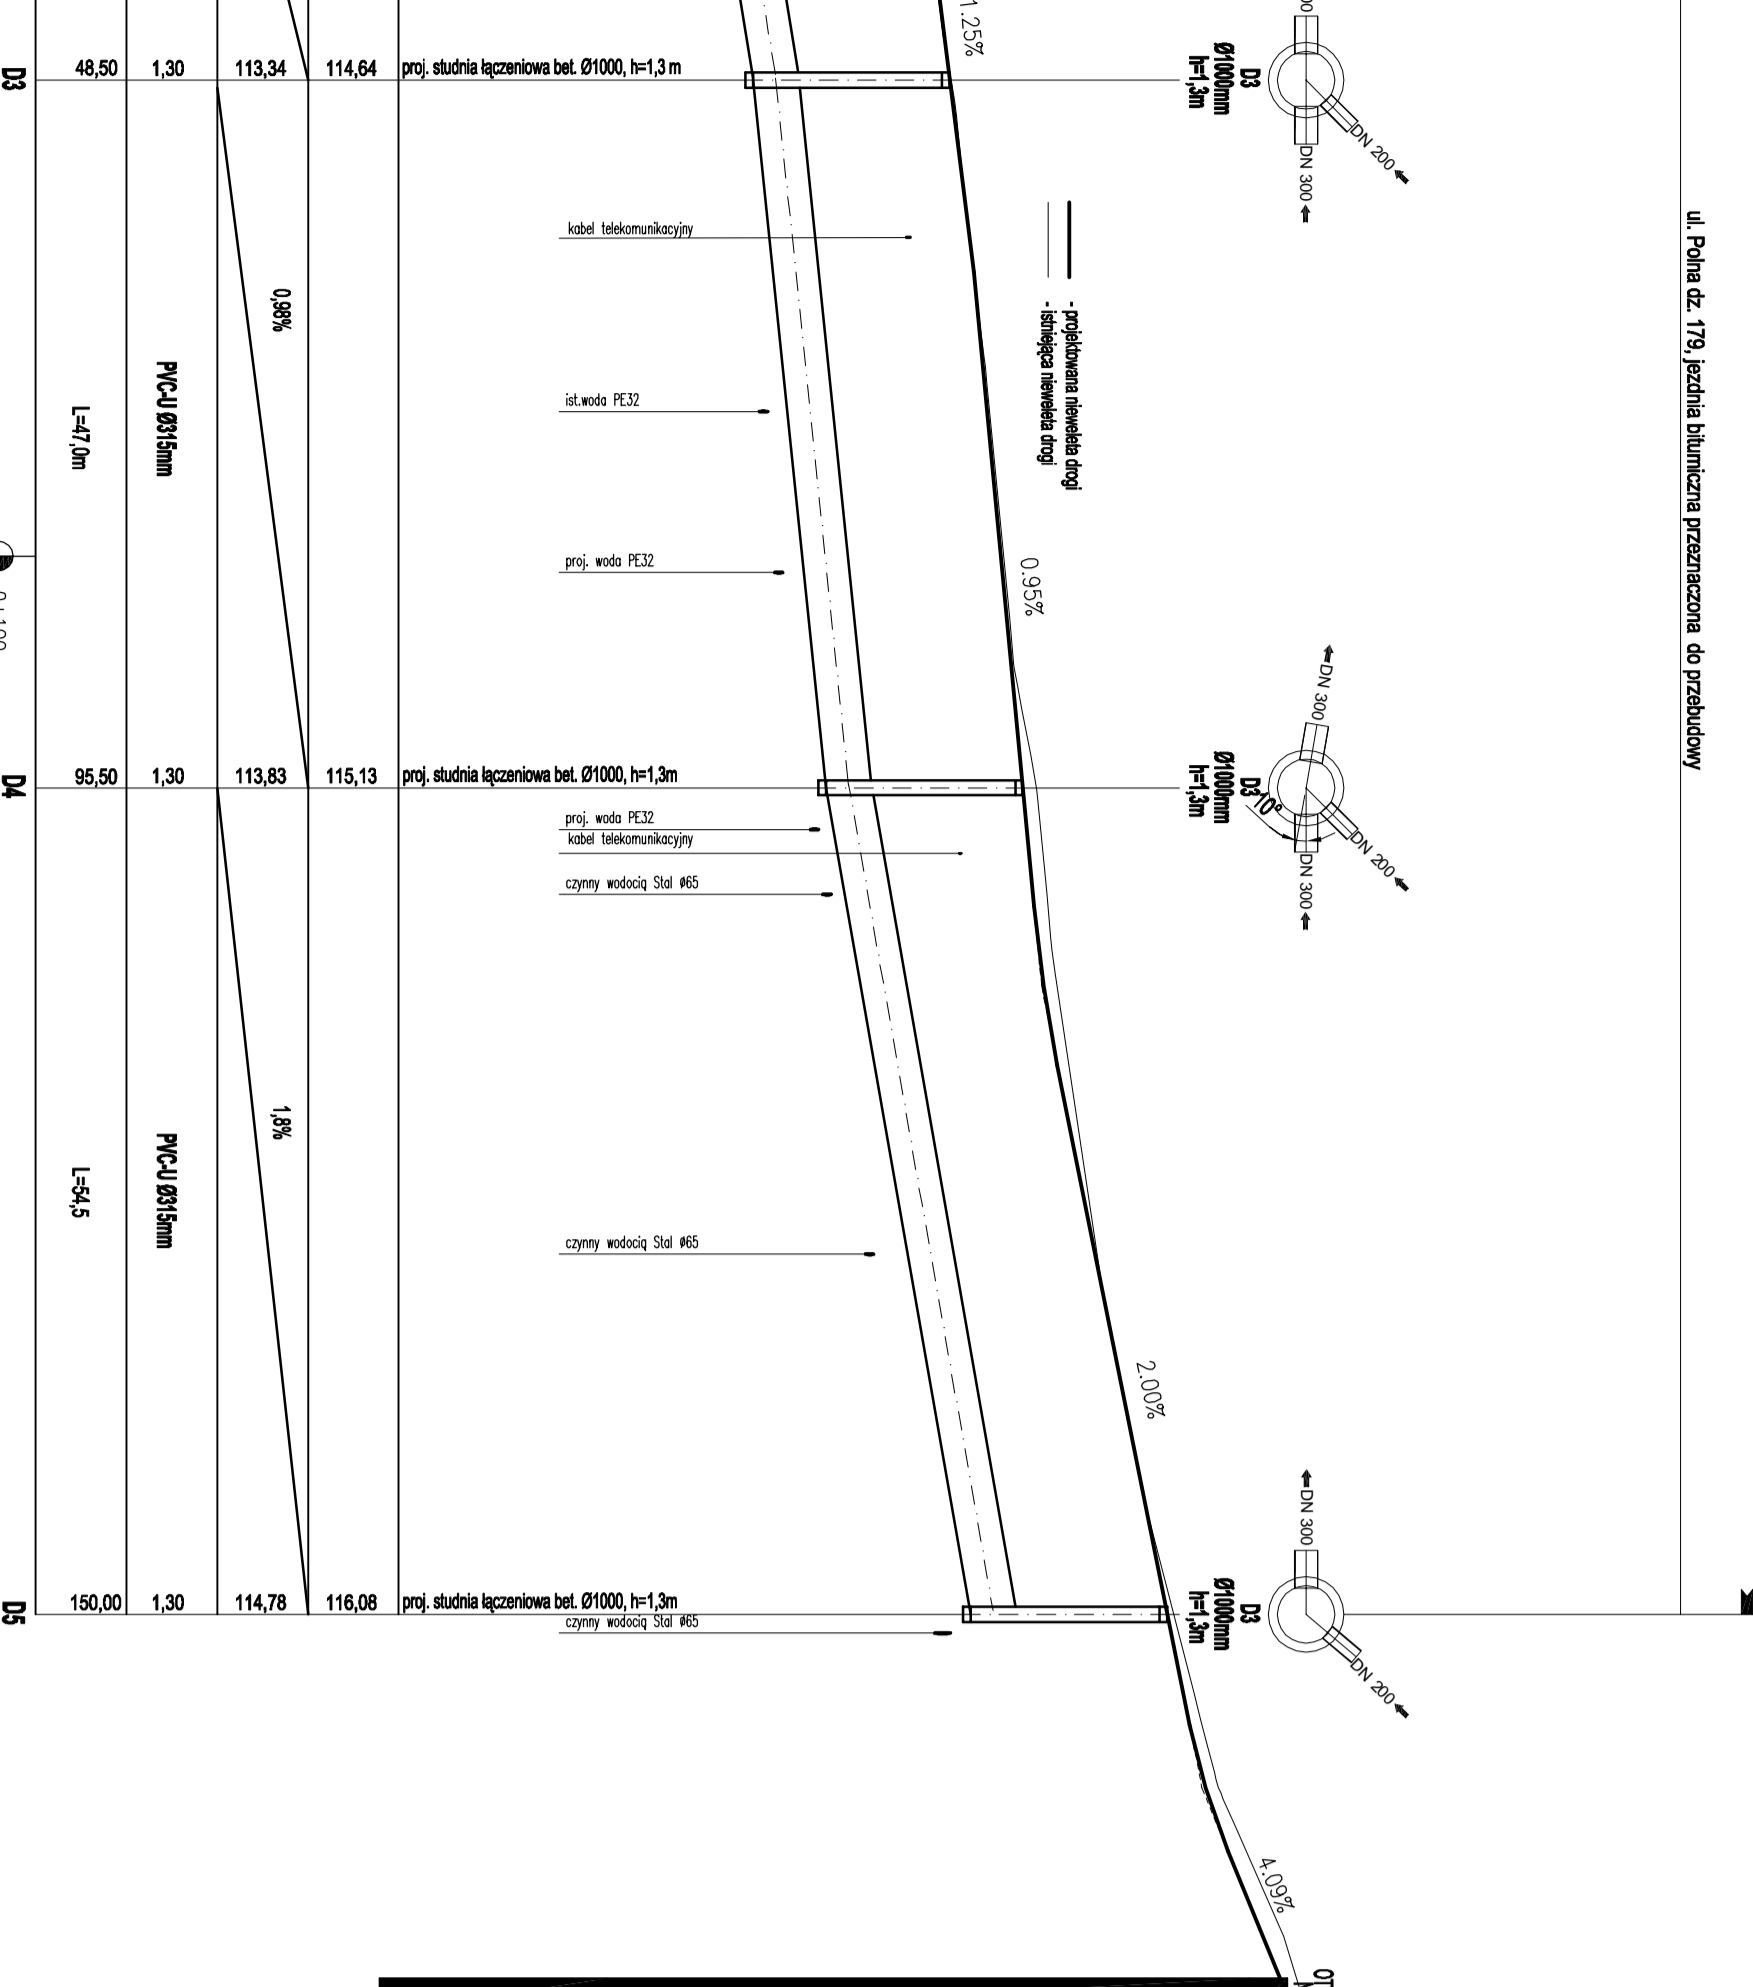 1.25%
D3
Ø1000mm
h=1,3m
DN 200
DN 300
ul. Polna dz. 179, jezdnia bitumiczna przeznaczona do przebudowy
D3
48,50
1,30
113,34
114,64
proj. studnia łączeniowa bet. Ø1000, h=1,3 m
kabel telekomunikacyjny
- projektowana nieweleta drogi
- istniejąca nieweleta drogi
0,98%
PVC-U Ø315mm
L=47,0m
ist.woda PE32
proj. woda PE32
0.95%
DN 300
D3
Ø1000mm
h=1,3m
10°
DN 200
DN 300
D4
95,50
1,30
113,83
115,13
proj. studnia łączeniowa bet. Ø1000, h=1,3m
proj. woda PE32
kabel telekomunikacyjny
czynny wodocią Stal ø65
1,8%
PVC-U Ø315mm
L=54,5
czynny wodocią Stal ø65
2.00%
DN 300
D3
Ø1000mm
h=1,3m
DN 200
D5
150,00
1,30
114,78
116,08
proj. studnia łączeniowa bet. Ø1000, h=1,3m
czynny wodocią Stal ø65
4.09%